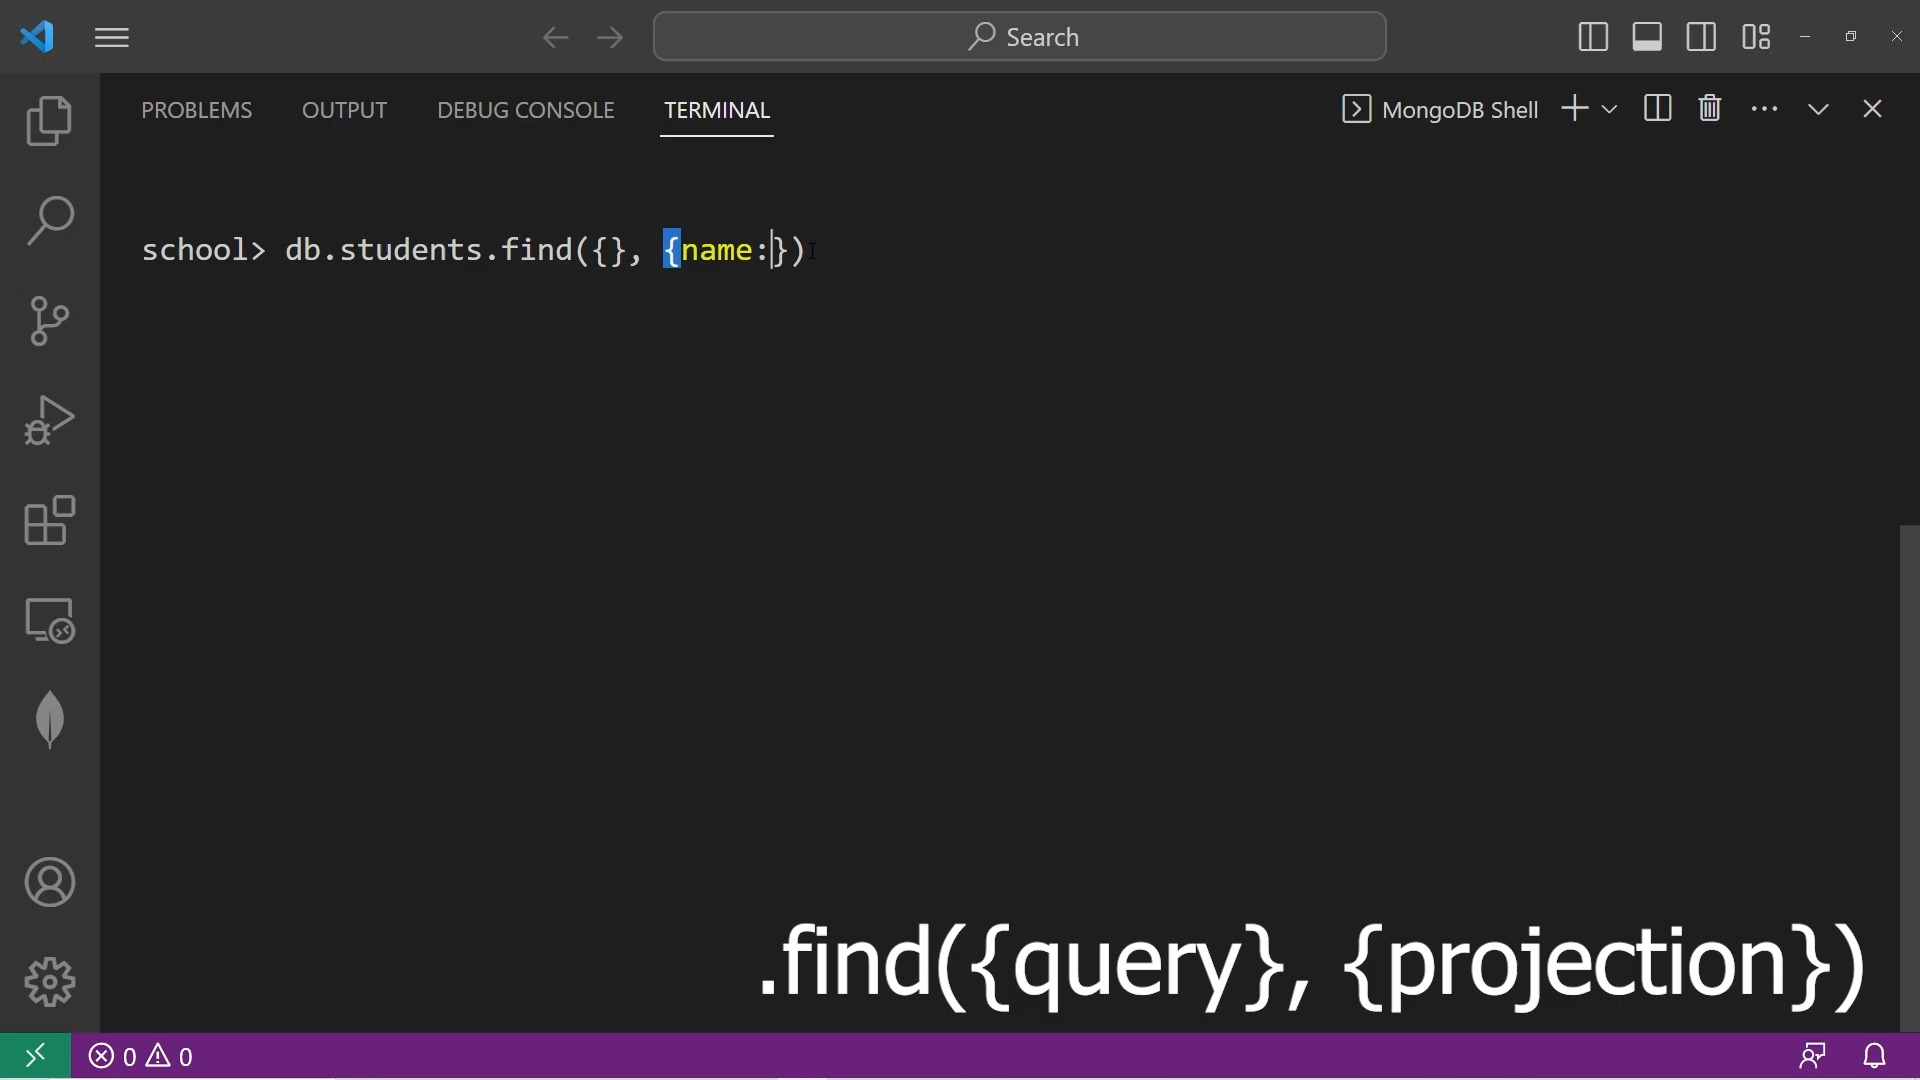 Search
PROBLEMS OUTPUT DEBUG CONSOLE TERMINAL MongoDB Shell
school> db.students.find({}, {name:})
.find({query}, {projection})
0 0